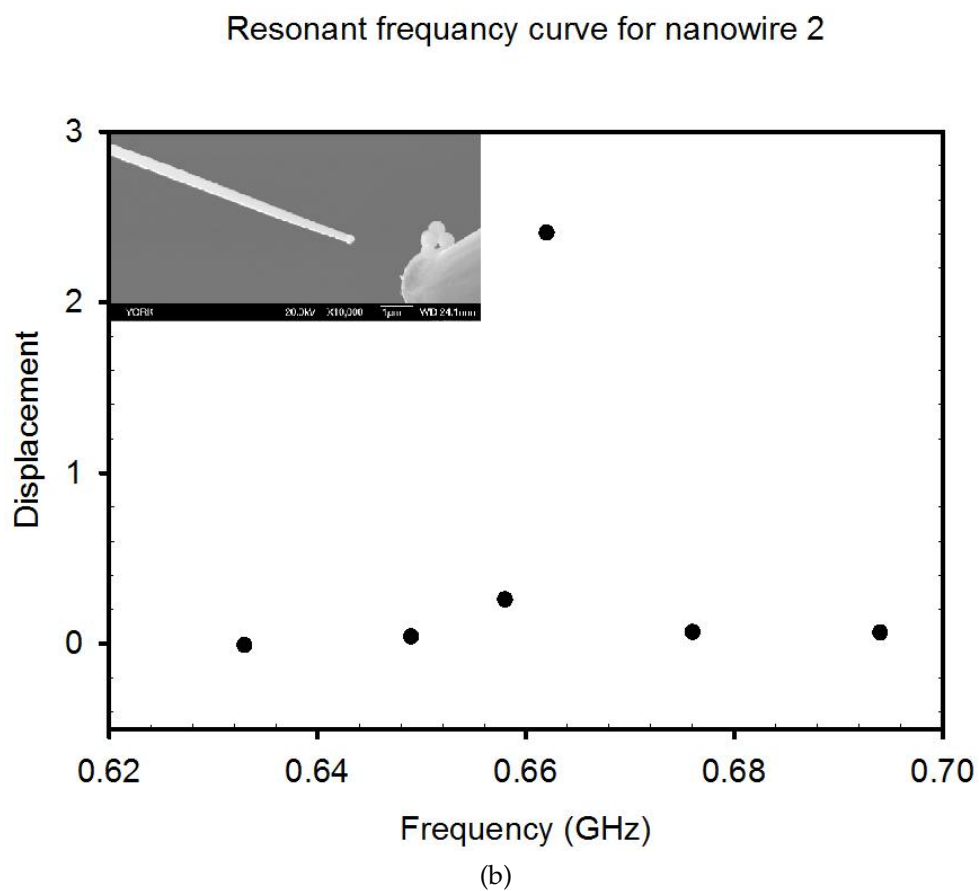 Resonant frequancy curve for nanowire 2
3
YORK 20.0kV X10,000 1μm WD 24.1mm
2
Displacement
1
0
0.62 0.64 0.66 0.68 0.70
Frequency (GHz)
(b)